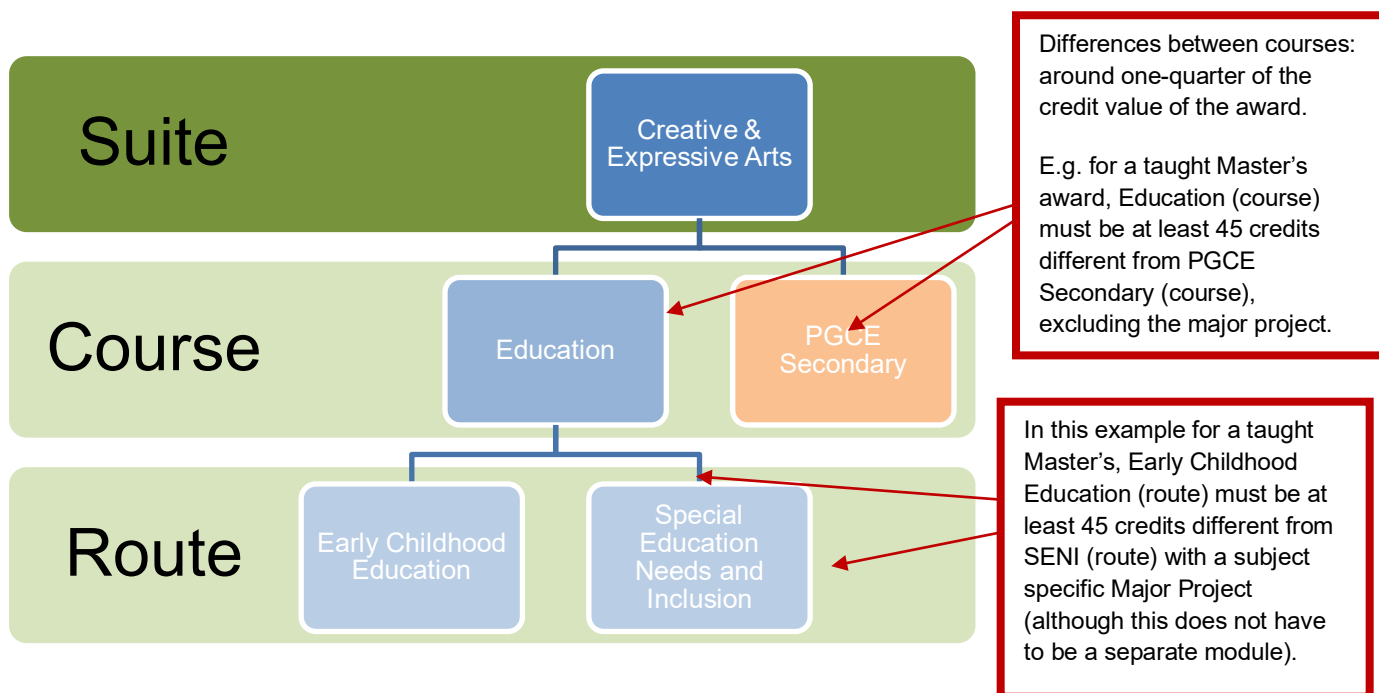 Suite
Creative &
Expressive Arts
Differences between courses:
around one-quarter of the
credit value of the award.
E.g. for a taught Master’s
award, Education (course)
must be at least 45 credits
different from PGCE
Secondary (course),
excluding the major project.
Course
Education
PGCE
Secondary
Route
Early Childhood
Education
Special
Education
Needs and
Inclusion
In this example for a taught
Master’s, Early Childhood
Education (route) must be at
least 45 credits different from
SENI (route) with a subject
specific Major Project
(although this does not have
to be a separate module).